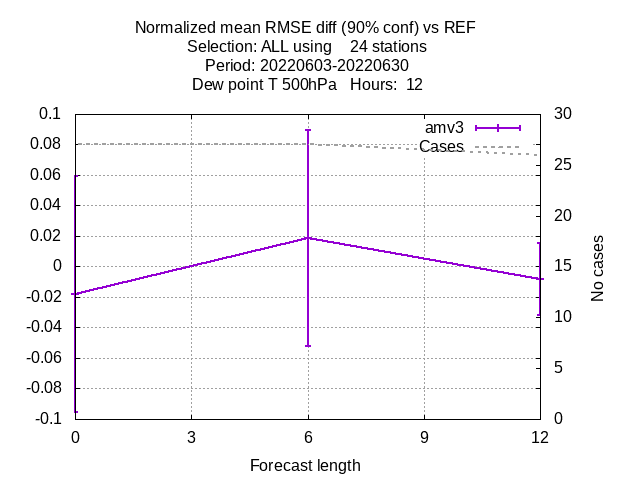 Normalized mean RMSE diff (90% conf) vs REF
Selection: ALL using    24 stations
Period: 20220603-20220630
Dew point T 500hPa   Hours:  12
0.1
0.08
0.06
0.04
0.02
0
-0.02
-0.04
-0.06
-0.08
-0.1
30
25
20
15
10
5
0
amv3
Cases
No cases
0 3 6 9 12
Forecast length